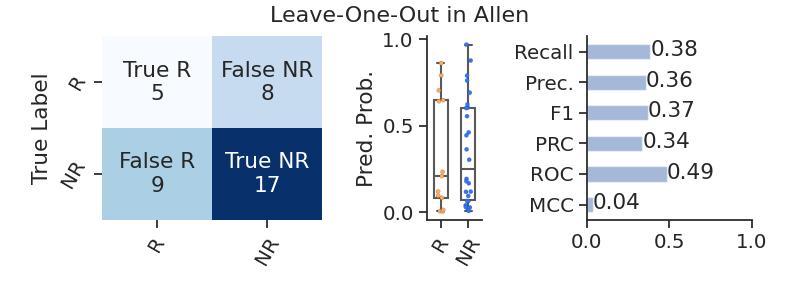 Leave-One-Out in Allen
True Label
R
NR
True R
5
False NR
8
False R
9
True NR
17
R
NR
Pred. Prob.
1.0
0.5
0.0
R
NR
Recall
0.38
Prec.
0.36
F1
0.37
PRC
0.34
ROC
0.49
MCC
0.04
0.0
0.5
1.0